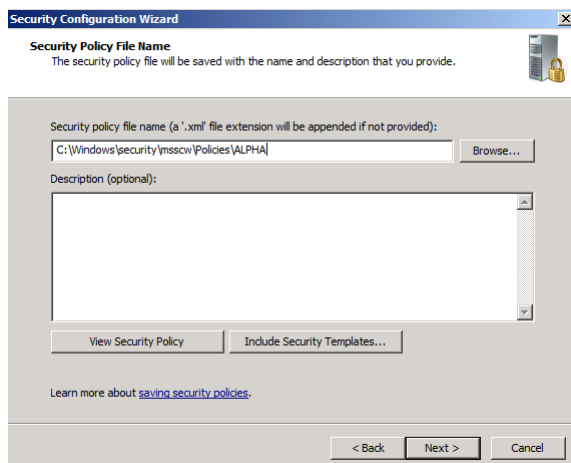 Security Configuration Wizard
Security Policy File Name
The security policy file will be saved with the name and description that you provide.
Security policy file name (a '.xml' file extension will be appended if not provided):
C:\Windows\security\msscw\Policies\ALPHA
Browse...
Description (optional):
View Security Policy
Include Security Templates...
Learn more about saving security policies.
< Back
Next >
Cancel